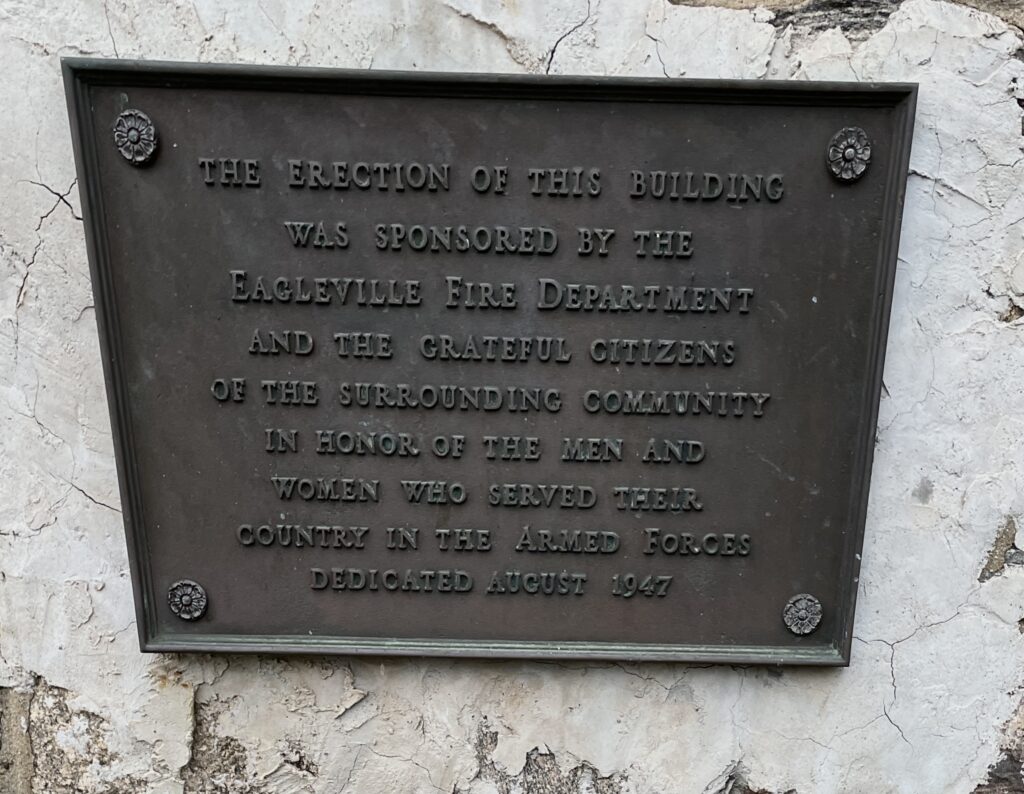 THE ERECTION OF THIS BUILDING
WAS SPONSORED BY THE
EAGLEVILLE FIRE DEPARTMENT
AND THE GRATEFUL CITIZENS
OF THE SURROUNDING COMMUNITY
IN HONOR OF THE MEN AND
WOMEN WHO SERVED THEIR
COUNTRY IN THE ARMED FORCES
DEDICATED AUGUST 1947